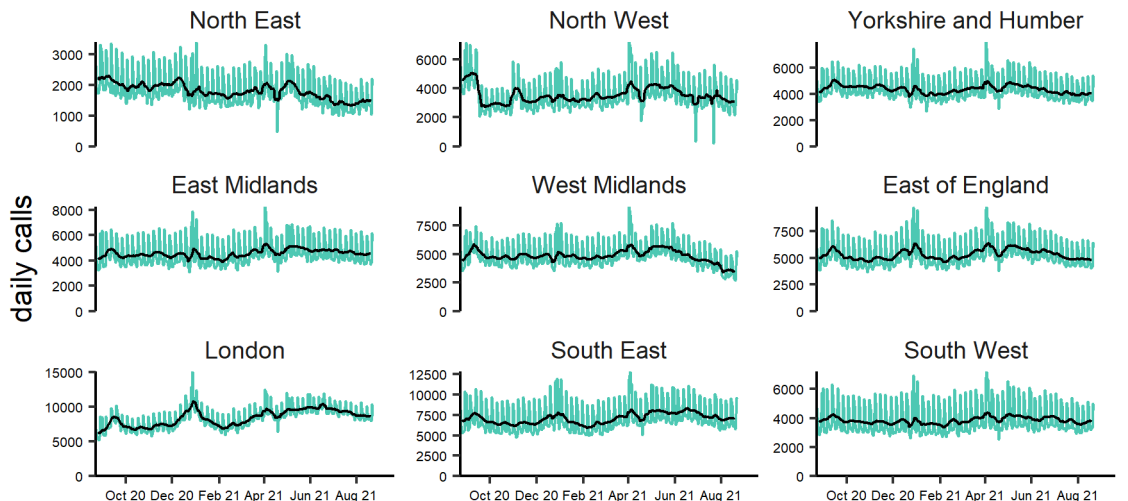 North East North West Yorkshire and Humber
3000 6000 6000
2000 4000 4000
1000 2000 2000
0 0 0
East Midlands West Midlands East of England
8000 7500 7500
6000 5000 5000
4000 2500 2500
2000
0 0 0
daily calls
London South East South West
15000 12500 6000
10000 10000 4000
5000 7500 2000
5000
2500
0 0 0
Oct 20 Dec 20 Feb 21 Apr 21 Jun 21 Aug 21 Oct 20 Dec 20 Feb 21 Apr 21 Jun 21 Aug 21 Oct 20 Dec 20 Feb 21 Apr 21 Jun 21 Aug 21